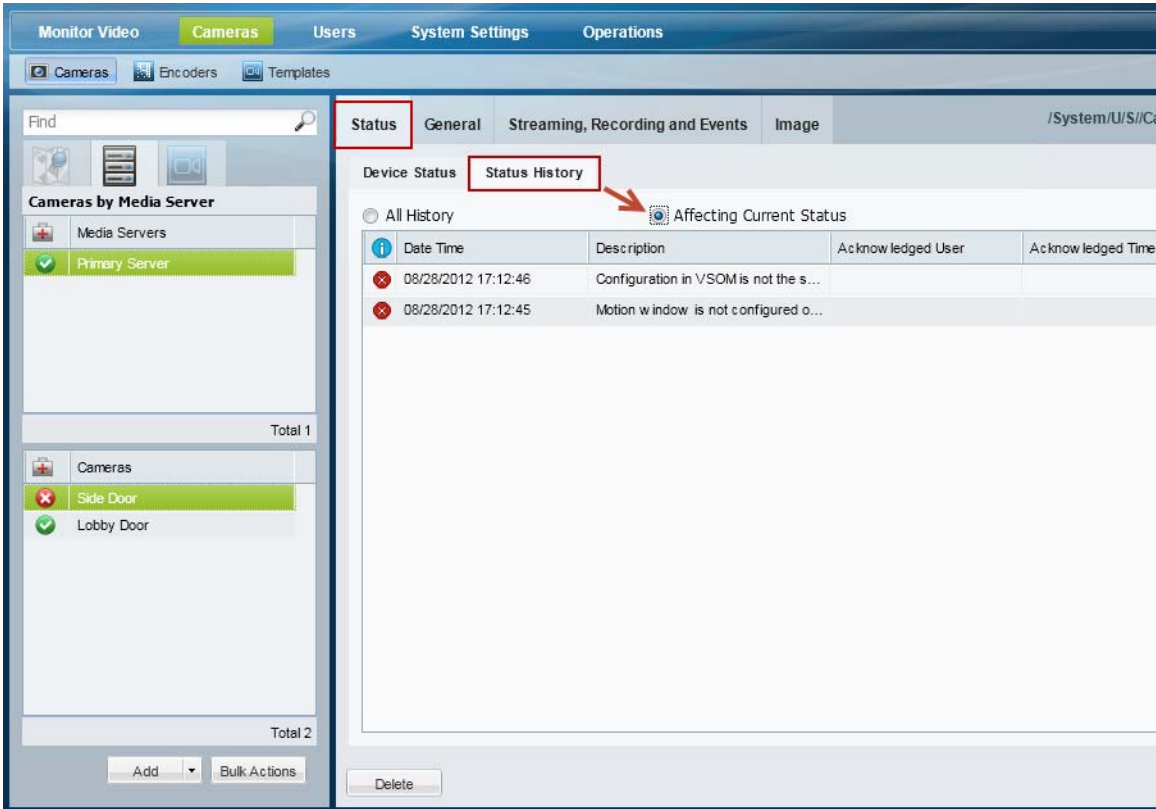 Monitor Video Cameras Users System Settings Operations
Cameras Encoders Templates
Find
Cameras by Media Server
Media Servers
Primary Server
Total 1
Cameras
Side Door
Lobby Door
Total 2
Add Bulk Actions
Status General Streaming, Recording and Events Image /System/U/S//Ca
Device Status Status History
All History Affecting Current Status
Date Time Description Acknowledged User Acknowledged Time
08/28/2012 17:12:46 Configuration in VSOM is not the s...
08/28/2012 17:12:45 Motion window is not configured o...
Delete